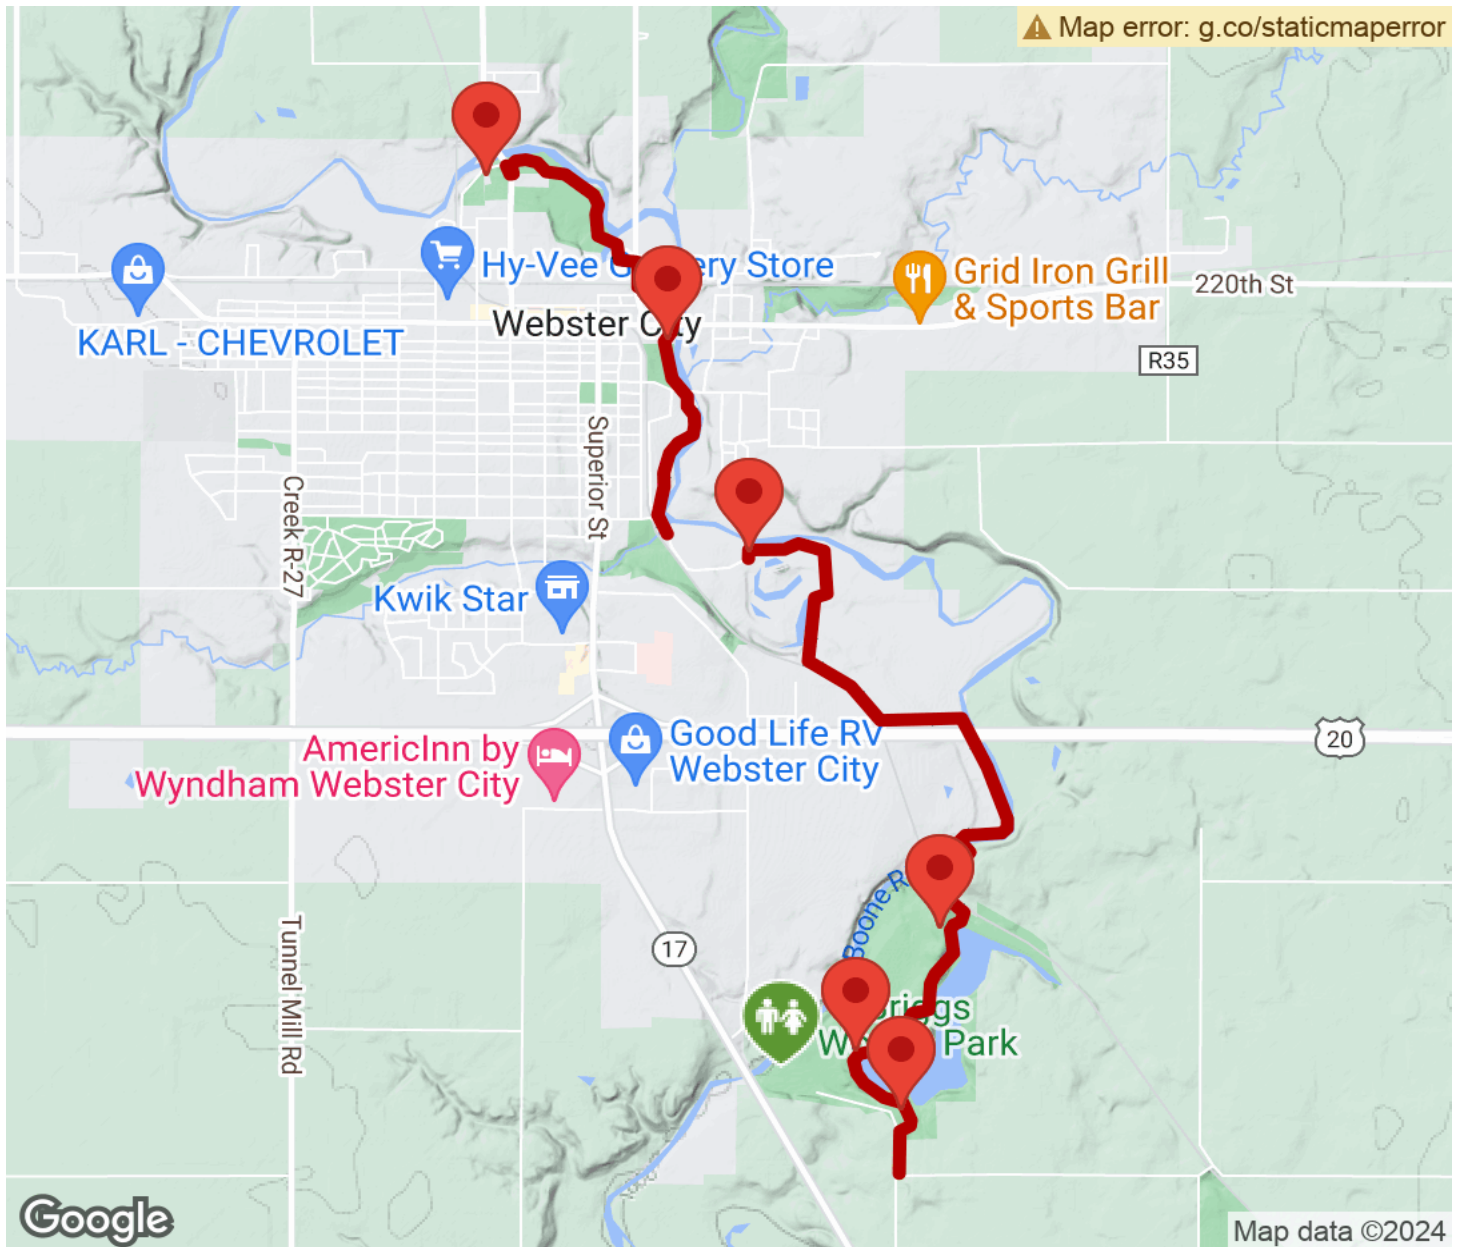 Map error: g.co/staticmaperror
Hy-Vee G ery Store
Grid Iron Grill
& Sports Bar
220th St
KARL - CHEVROLET
Webster City
R35
Superior St
Creek R-27
Kwik Star
AmericInn by
Wyndham Webster City
Good Life RV
Webster City
20
Boone R
17
Tunnel Mill Rd
Briggs
W Park
Google
Map data ©2024